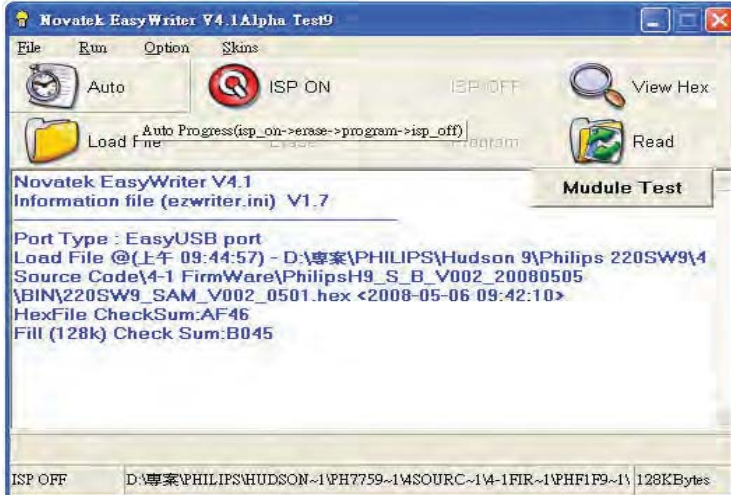 Novatek EasyWriter V4.1Alpha Test9
File Run Option Skins
Auto ISP ON ISP OFF View Hex
Load File Erase Program Read
Auto Progress(isp_on->erase->program->isp_off)
Mudule Test
Novatek EasyWriter V4.1
Information file (ezwriter.ini) V1.7
Port Type : EasyUSB port
Load File @(上午 09:44:57) - D:\專案\PHILIPS\Hudson 9\Philips 220SW9\4
Source Code\4-1 FirmWare\PhilipsH9_S_B_V002_20080505
\BIN\220SW9_SAM_V002_0501.hex <2008-05-06 09:42:10>
HexFile CheckSum:AF46
Fill (128k) Check Sum:B045
ISP OFF D:\專案\PHILIPS\HUDSON~1\PH7759~1\4SOURC~1\4-1FIR~1\PHF1F9~1\ 128KBytes